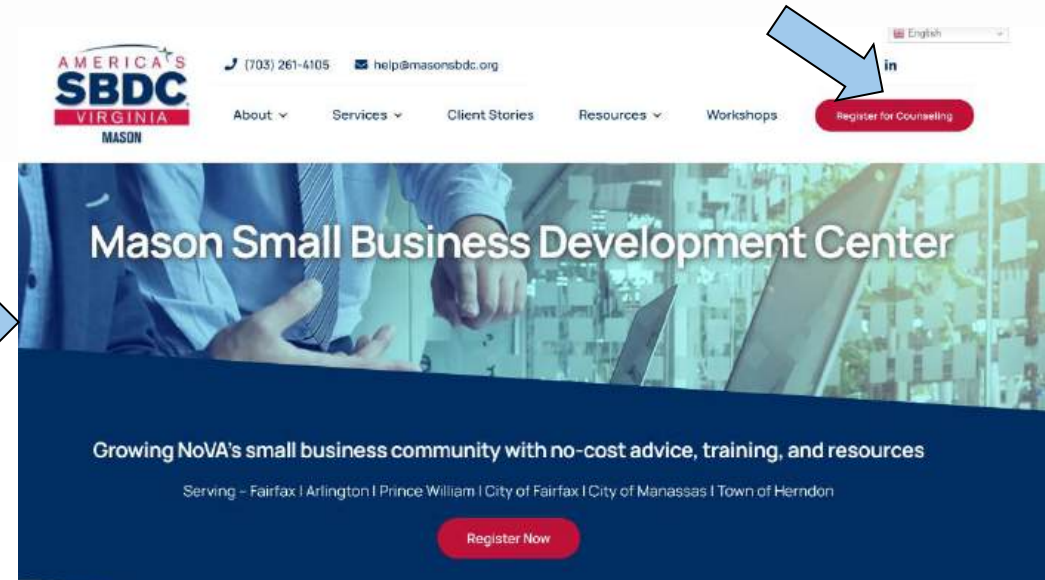 English
AMERICA'S
SBDC
VIRGINIA
MASON
(703) 261-4105 help@masonsbdc.org in
About Services Client Stories Resources Workshops Register for Counseling
Mason Small Business Development Center
Growing NoVA's small business community with no-cost advice, training, and resources
Serving – Fairfax | Arlington | Prince William | City of Fairfax | City of Manassas | Town of Herndon
Register Now